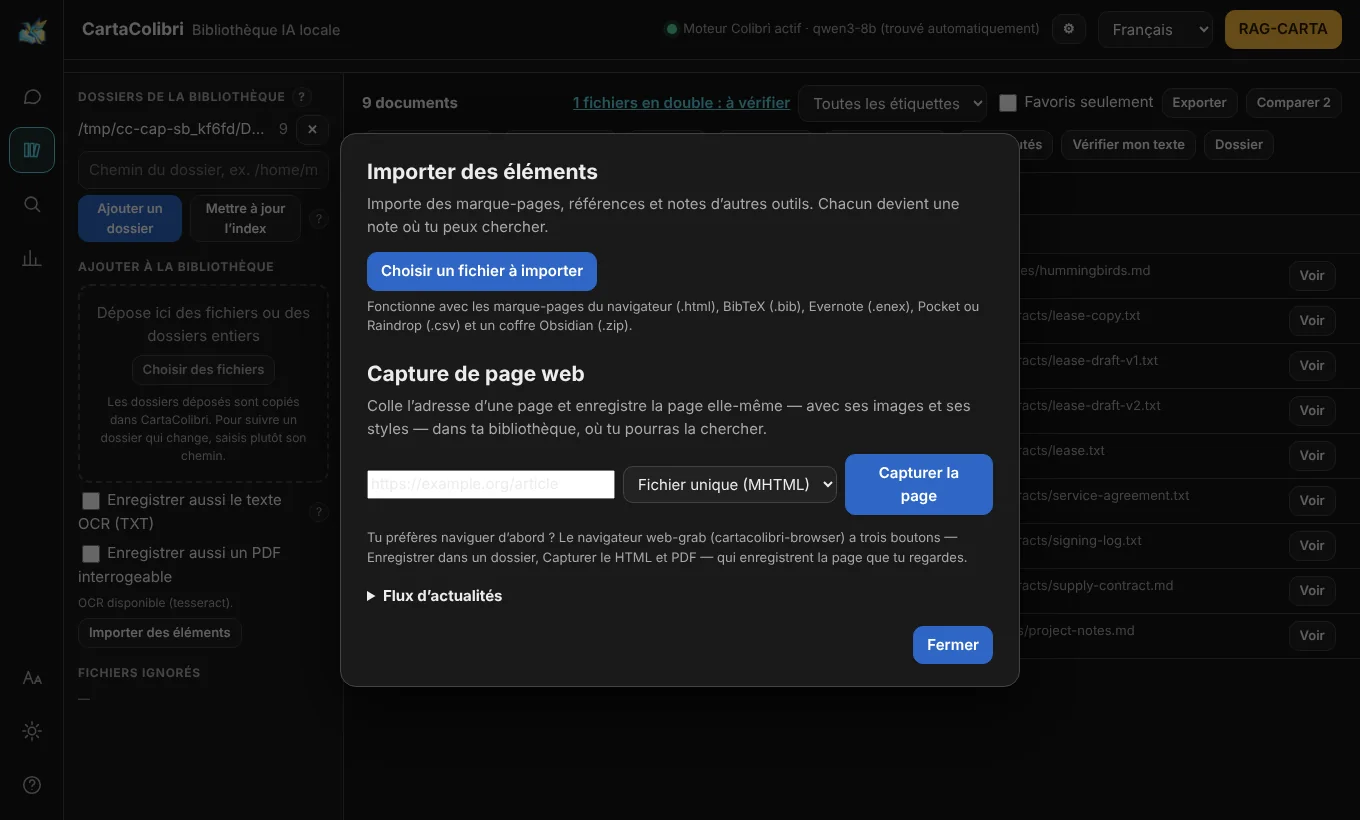 CartaColibri Bibliothèque IA locale
Moteur Colibri actif · qwen3-8b (trouvé automatiquement)
Français
RAG-CARTA
DOSSIERS DE LA BIBLIOTHÈQUE ?
/tmp/cc-cap-sb_kf6fd/D... 9 ×
Chemin du dossier, ex. /home/m
Ajouter un dossier
Mettre à jour l’index
?
AJOUTER À LA BIBLIOTHÈQUE
Dépose ici des fichiers ou des
dossiers entiers
Choisir des fichiers
Les dossiers déposés sont copiés
dans CartaColibri. Pour suivre un
dossier qui change, saisis plutôt son
chemin.
Enregistrer aussi le texte
OCR (TXT)
?
Enregistrer aussi un PDF
interrogeable
OCR disponible (tesseract).
Importer des éléments
FICHIERS IGNORÉS
—
9 documents
1 fichiers en double : à vérifier
Toutes les étiquettes
Favoris seulement
Exporter
Comparer 2
utés
Vérifier mon texte
Dossier
Importer des éléments
Importe des marque-pages, références et notes d’autres outils. Chacun devient une
note où tu peux chercher.
Choisir un fichier à importer
Fonctionne avec les marque-pages du navigateur (.html), BibTeX (.bib), Evernote (.enex), Pocket ou
Raindrop (.csv) et un coffre Obsidian (.zip).
Capture de page web
Colle l’adresse d’une page et enregistre la page elle-même — avec ses images et ses
styles — dans ta bibliothèque, où tu pourras la chercher.
https://example.org/article
Fichier unique (MHTML)
Capturer la
page
Tu préfères naviguer d’abord ? Le navigateur web-grab (cartacolibri-browser) a trois boutons —
Enregistrer dans un dossier, Capturer le HTML et PDF — qui enregistrent la page que tu regardes.
Flux d’actualités
Fermer
es/hummingbirds.md Voir
racts/lease-copy.txt Voir
racts/lease-draft-v1.txt Voir
racts/lease-draft-v2.txt Voir
racts/lease.txt Voir
racts/service-agreement.txt Voir
racts/signing-log.txt Voir
racts/supply-contract.md Voir
s/project-notes.md Voir
AA
?